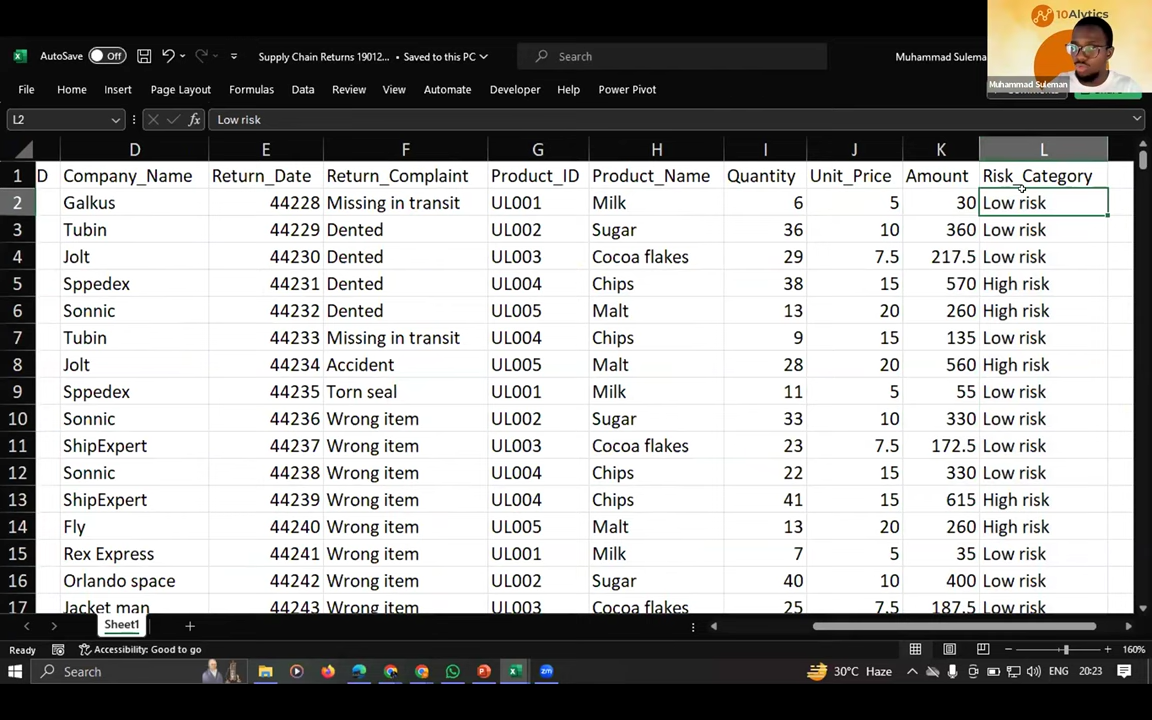 10Alytics
AutoSave Off Supply Chain Returns 19012... • Saved to this PC Search Muhammad Sulema
Muhammad Suleman
File Home Insert Page Layout Formulas Data Review View Automate Developer Help Power Pivot
L2 fx Low risk
D E F G H I J K L
1 D Company_Name Return_Date Return_Complaint Product_ID Product_Name Quantity Unit_Price Amount Risk_Category
2 Galkus 44228 Missing in transit UL001 Milk 6 5 30 Low risk
3 Tubin 44229 Dented UL002 Sugar 36 10 360 Low risk
4 Jolt 44230 Dented UL003 Cocoa flakes 29 7.5 217.5 Low risk
5 Sppedex 44231 Dented UL004 Chips 38 15 570 High risk
6 Sonnic 44232 Dented UL005 Malt 13 20 260 High risk
7 Tubin 44233 Missing in transit UL004 Chips 9 15 135 Low risk
8 Jolt 44234 Accident UL005 Malt 28 20 560 High risk
9 Sppedex 44235 Torn seal UL001 Milk 11 5 55 Low risk
10 Sonnic 44236 Wrong item UL002 Sugar 33 10 330 Low risk
11 ShipExpert 44237 Wrong item UL003 Cocoa flakes 23 7.5 172.5 Low risk
12 Sonnic 44238 Wrong item UL004 Chips 22 15 330 Low risk
13 ShipExpert 44239 Wrong item UL004 Chips 41 15 615 High risk
14 Fly 44240 Wrong item UL005 Malt 13 20 260 High risk
15 Rex Express 44241 Wrong item UL001 Milk 7 5 35 Low risk
16 Orlando space 44242 Wrong item UL002 Sugar 40 10 400 Low risk
17 Jacket man 44243 Wrong item UL003 Cocoa flakes 25 7.5 187.5 Low risk
Sheet1
Ready Accessibility: Good to go 160%
Search 30°C Haze ENG 20:23